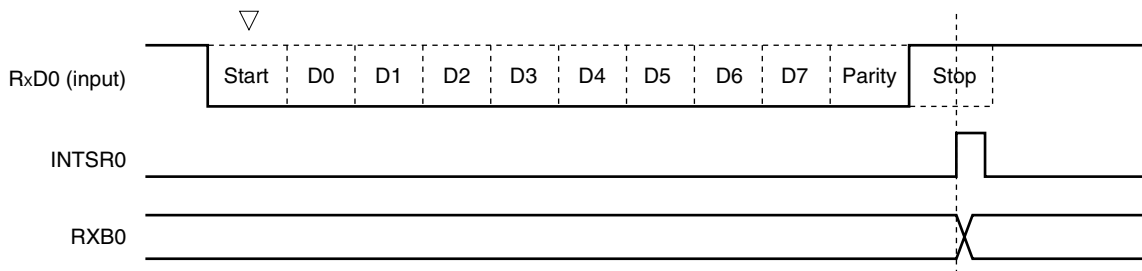 RxD0 (input) Start D0 D1 D2 D3 D4 D5 D6 D7 Parity Stop
INTSR0
RXB0